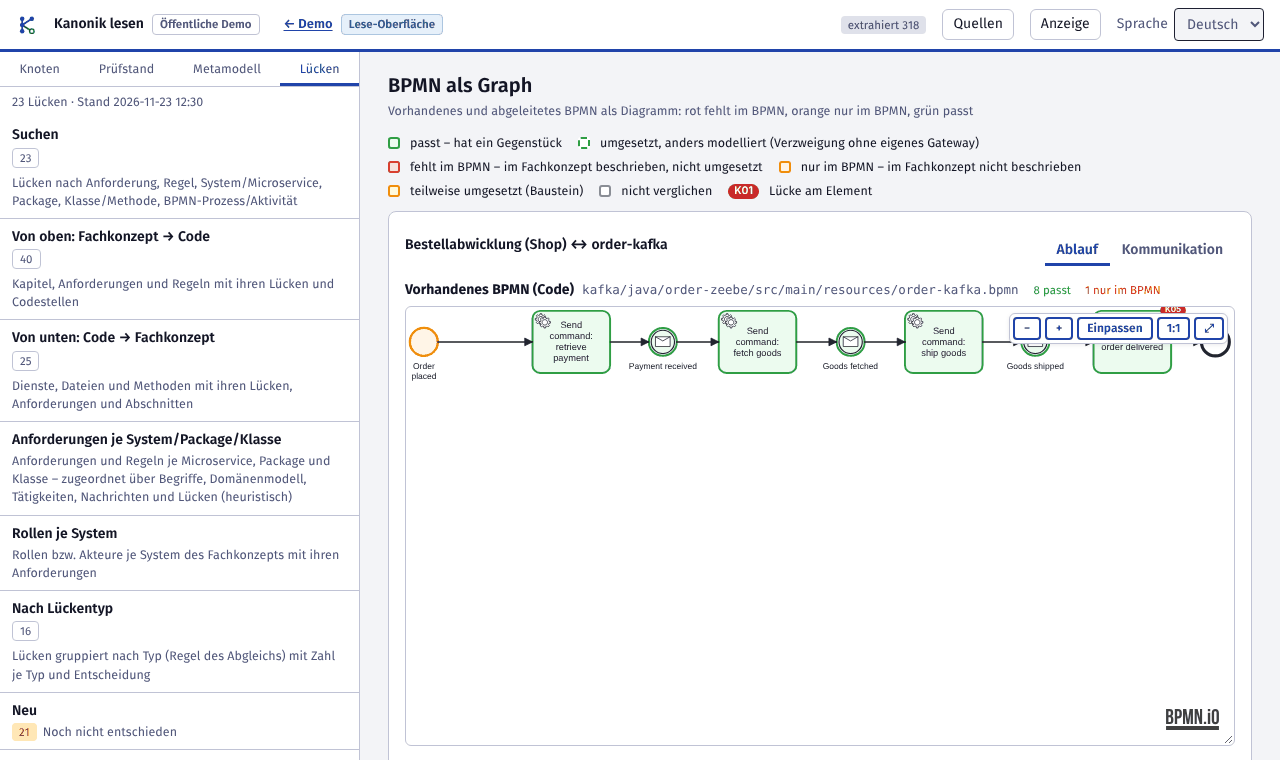 Kanonik lesen
Öffentliche Demo
← Demo
Lese-Oberfläche
extrahiert 318
Quellen
Anzeige
Sprache
Deutsch
Knoten
Prüfstand
Metamodell
Lücken
23 Lücken · Stand 2026-11-23 12:30
Suchen
23
Lücken nach Anforderung, Regel, System/Microservice,
Package, Klasse/Methode, BPMN-Prozess/Aktivität
Von oben: Fachkonzept → Code
40
Kapitel, Anforderungen und Regeln mit ihren Lücken und
Codestellen
Von unten: Code → Fachkonzept
25
Dienste, Dateien und Methoden mit ihren Lücken,
Anforderungen und Abschnitten
Anforderungen je System/Package/Klasse
Anforderungen und Regeln je Microservice, Package und
Klasse – zugeordnet über Begriffe, Domänenmodell,
Tätigkeiten, Nachrichten und Lücken (heuristisch)
Rollen je System
Rollen bzw. Akteure je System des Fachkonzepts mit ihren
Anforderungen
Nach Lückentyp
16
Lücken gruppiert nach Typ (Regel des Abgleichs) mit Zahl
je Typ und Entscheidung
Neu
21 Noch nicht entschieden
BPMN als Graph
Vorhandenes und abgeleitetes BPMN als Diagramm: rot fehlt im BPMN, orange nur im BPMN, grün passt
passt – hat ein Gegenstück
umgesetzt, anders modelliert (Verzweigung ohne eigenes Gateway)
fehlt im BPMN – im Fachkonzept beschrieben, nicht umgesetzt
nur im BPMN – im Fachkonzept nicht beschrieben
teilweise umgesetzt (Baustein)
nicht verglichen
K01 Lücke am Element
Bestellabwicklung (Shop) ↔ order-kafka
Ablauf
Kommunikation
Vorhandenes BPMN (Code) kafka/java/order-zeebe/src/main/resources/order-kafka.bpmn 8 passt 1 nur im BPMN
Order
placed
Send
command:
retrieve
payment
Payment received
Send
command:
fetch goods
Goods fetched
Send
command:
ship goods
Goods shipped
K05
order delivered
−
+
Einpassen
1:1
⤢
BPMN.iO